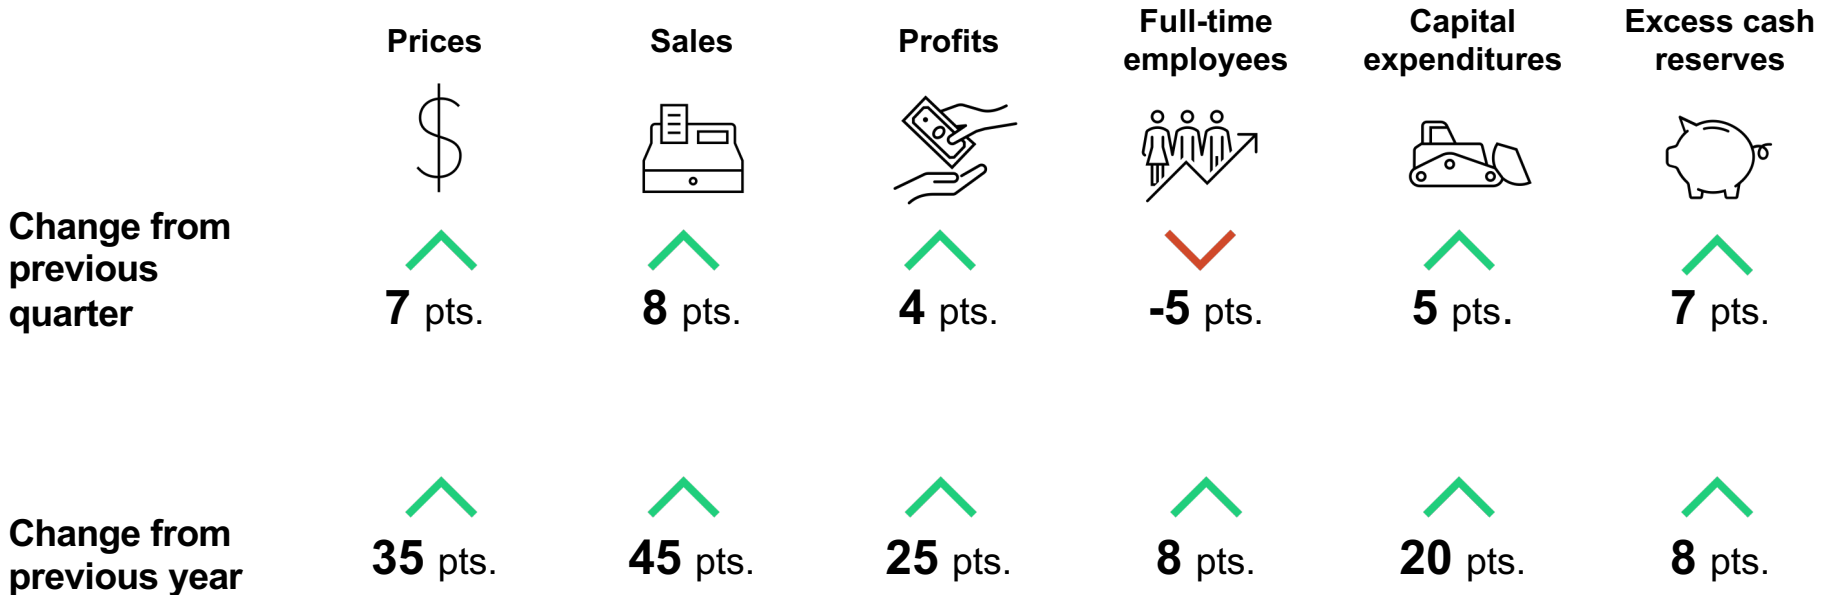 Prices
Sales
Profits
Full-time
employees
Capital
expenditures
Excess cash
reserves
$
Change from
previous
quarter
7 pts.
8 pts.
4 pts.
-5 pts.
5 pts.
7 pts.
Change from
previous year
35 pts.
45 pts.
25 pts.
8 pts.
20 pts.
8 pts.